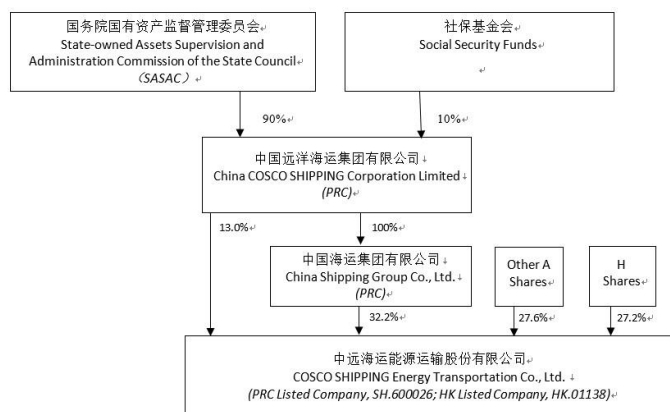 国务院国有资产监督管理委员会
State-owned Assets Supervision and
Administration Commission of the State Council
（SASAC）
社保基金会
Social Security Funds
90%
10%
中国远洋海运集团有限公司
China COSCO SHIPPING Corporation Limited
(PRC)
13.0%
100%
中国海运集团有限公司
China Shipping Group Co., Ltd.
(PRC)
Other A
Shares
H
Shares
32.2%
27.6%
27.2%
中远海运能源运输股份有限公司
COSCO SHIPPING Energy Transportation Co., Ltd.
(PRC Listed Company, SH.600026; HK Listed Company, HK.01138)